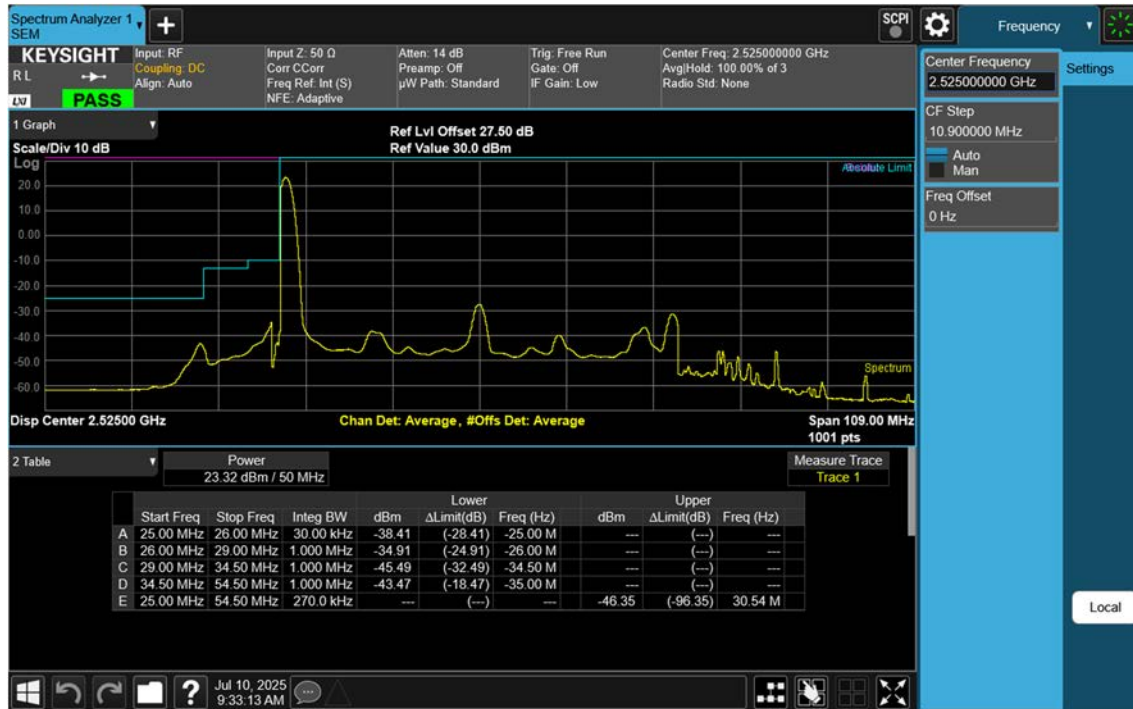 Spectrum Analyzer 1
SEM
SCPI
Frequency
KEYSIGHT
R L
LXI
PASS
Input: RF
Coupling: DC
Align: Auto
Input Z: 50 Ω
Corr CCorr
Freq Ref: Int (S)
NFE: Adaptive
Atten: 14 dB
Preamp: Off
µW Path: Standard
Trig: Free Run
Gate: Off
IF Gain: Low
Center Freq: 2.525000000 GHz
Avg|Hold: 100.00% of 3
Radio Std: None
Center Frequency
2.525000000 GHz
Settings
CF Step
10.900000 MHz
Auto
Man
Freq Offset
0 Hz
1 Graph
Scale/Div 10 dB
Ref Lvl Offset 27.50 dB
Ref Value 30.0 dBm
Log
Absolute Limit
20.0
10.0
0.00
-10.0
-20.0
-30.0
-40.0
-50.0
-60.0
Spectrum
Disp Center 2.52500 GHz
Chan Det: Average, #Offs Det: Average
Span 109.00 MHz
1001 pts
2 Table
Power
23.32 dBm / 50 MHz
Measure Trace
Trace 1
Lower Upper
Start Freq Stop Freq Integ BW dBm ΔLimit(dB) Freq (Hz) dBm ΔLimit(dB) Freq (Hz)
A 25.00 MHz 26.00 MHz 30.00 kHz -38.41 (-28.41) -25.00 M --- (---) ---
B 26.00 MHz 29.00 MHz 1.000 MHz -34.91 (-24.91) -26.00 M --- (---) ---
C 29.00 MHz 34.50 MHz 1.000 MHz -45.49 (-32.49) -34.50 M --- (---) ---
D 34.50 MHz 54.50 MHz 1.000 MHz -43.47 (-18.47) -35.00 M --- (---) ---
E 25.00 MHz 54.50 MHz 270.0 kHz --- (---) --- -46.35 (-96.35) 30.54 M
Local
?
Jul 10, 2025
9:33:13 AM